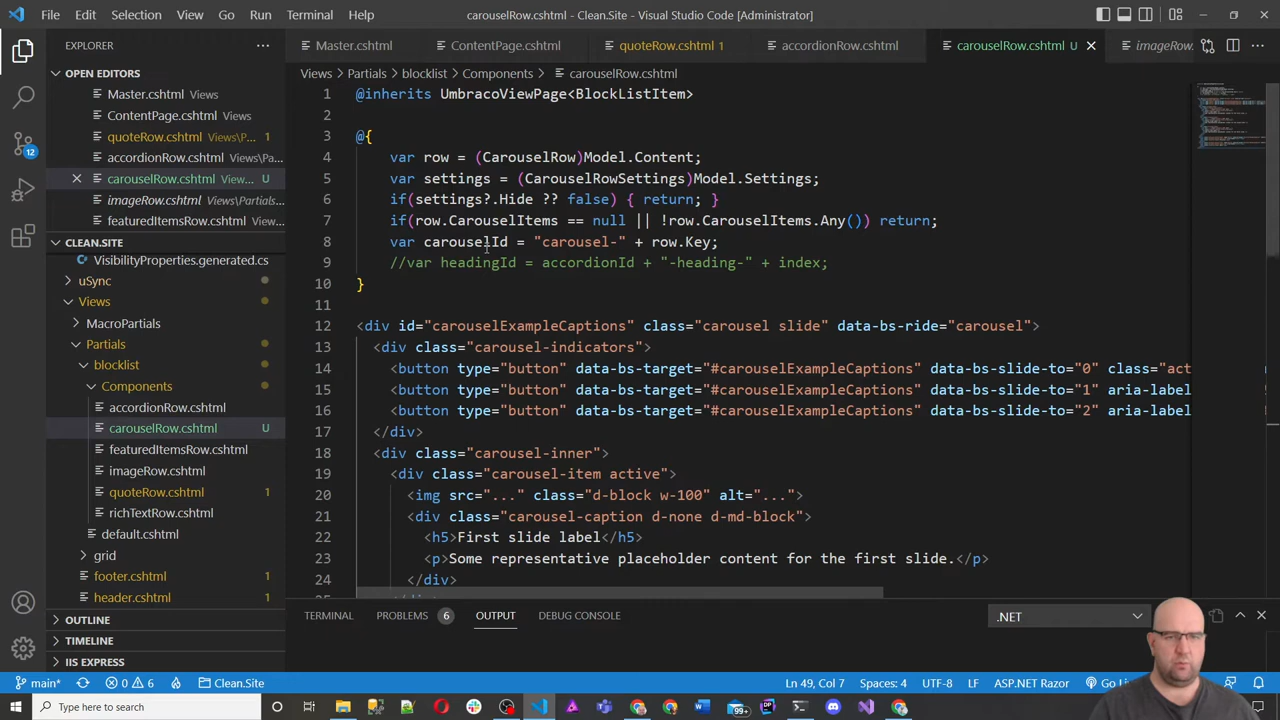 File Edit Selection View Go Run Terminal Help carouselRow.cshtml - Clean.Site - Visual Studio Code [Administrator]
EXPLORER
OPEN EDITORS
Master.cshtml Views
ContentPage.cshtml Views
quoteRow.cshtml Views\P... 1
accordionRow.cshtml Views\Pa...
carouselRow.cshtml View... U
imageRow.cshtml Views\Partial...
featuredItemsRow.cshtml View...
CLEAN.SITE
VisibilityProperties.generated.cs
uSync
Views
MacroPartials
Partials
blocklist
Components
accordionRow.cshtml
carouselRow.cshtml U
featuredItemsRow.cshtml
imageRow.cshtml
quoteRow.cshtml 1
richTextRow.cshtml
default.cshtml
grid
footer.cshtml 1
header.cshtml 1
OUTLINE
TIMELINE
IIS EXPRESS
12
Master.cshtml ContentPage.cshtml quoteRow.cshtml 1 accordionRow.cshtml carouselRow.cshtml U imageRow.
Views > Partials > blocklist > Components > carouselRow.cshtml
1 @inherits UmbracoViewPage<BlockListItem>
2
3 @{
4 var row = (CarouselRow)Model.Content;
5 var settings = (CarouselRowSettings)Model.Settings;
6 if(settings?.Hide ?? false) { return; }
7 if(row.CarouselItems == null || !row.CarouselItems.Any()) return;
8 var carouselId = "carousel-" + row.Key;
9 //var headingId = accordionId + "-heading-" + index;
10 }
11
12 <div id="carouselExampleCaptions" class="carousel slide" data-bs-ride="carousel">
13 <div class="carousel-indicators">
14 <button type="button" data-bs-target="#carouselExampleCaptions" data-bs-slide-to="0" class="act
15 <button type="button" data-bs-target="#carouselExampleCaptions" data-bs-slide-to="1" aria-label
16 <button type="button" data-bs-target="#carouselExampleCaptions" data-bs-slide-to="2" aria-label
17 </div>
18 <div class="carousel-inner">
19 <div class="carousel-item active">
20 <img src="..." class="d-block w-100" alt="...">
21 <div class="carousel-caption d-none d-md-block">
22 <h5>First slide label</h5>
23 <p>Some representative placeholder content for the first slide.</p>
24 </div>
TERMINAL PROBLEMS 6 OUTPUT DEBUG CONSOLE .NET
main* 0 6 Clean.Site Ln 49, Col 7 Spaces: 4 UTF-8 LF ASP.NET Razor Go Li
Type here to search 99+